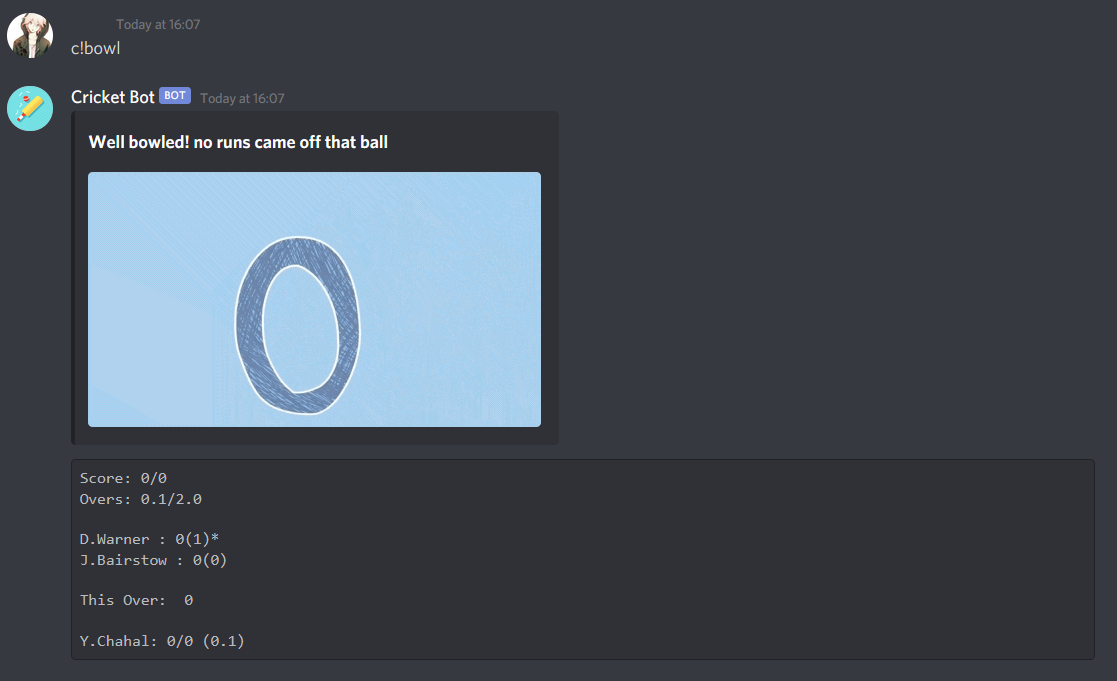 Today at 16:07
c!bowl
Cricket Bot BOT Today at 16:07
Well bowled! no runs came off that ball
0
Score: 0/0
Overs: 0.1/2.0
D.Warner : 0(1)*
J.Bairstow : 0(0)
This Over:  0
Y.Chahal: 0/0 (0.1)